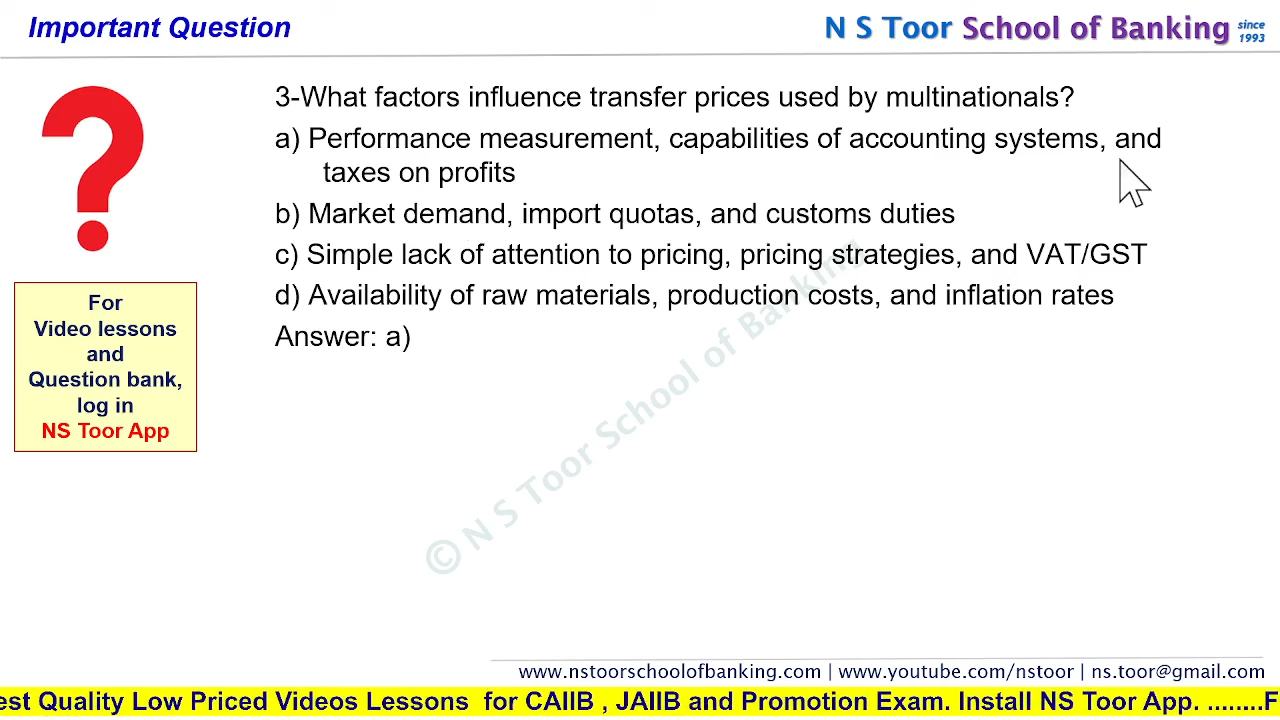 Important Question
N S Toor School of Banking since 1993
3-What factors influence transfer prices used by multinationals?
a) Performance measurement, capabilities of accounting systems, and
taxes on profits
b) Market demand, import quotas, and customs duties
c) Simple lack of attention to pricing, pricing strategies, and VAT/GST
d) Availability of raw materials, production costs, and inflation rates
Answer: a)
For
Video lessons
and
Question bank,
log in
NS Toor App
© N S Toor School of Banking
www.nstoorschoolofbanking.com | www.youtube.com/nstoor | ns.toor@gmail.com
est Quality Low Priced Videos Lessons for CAIIB , JAIIB and Promotion Exam. Install NS Toor App. ........F